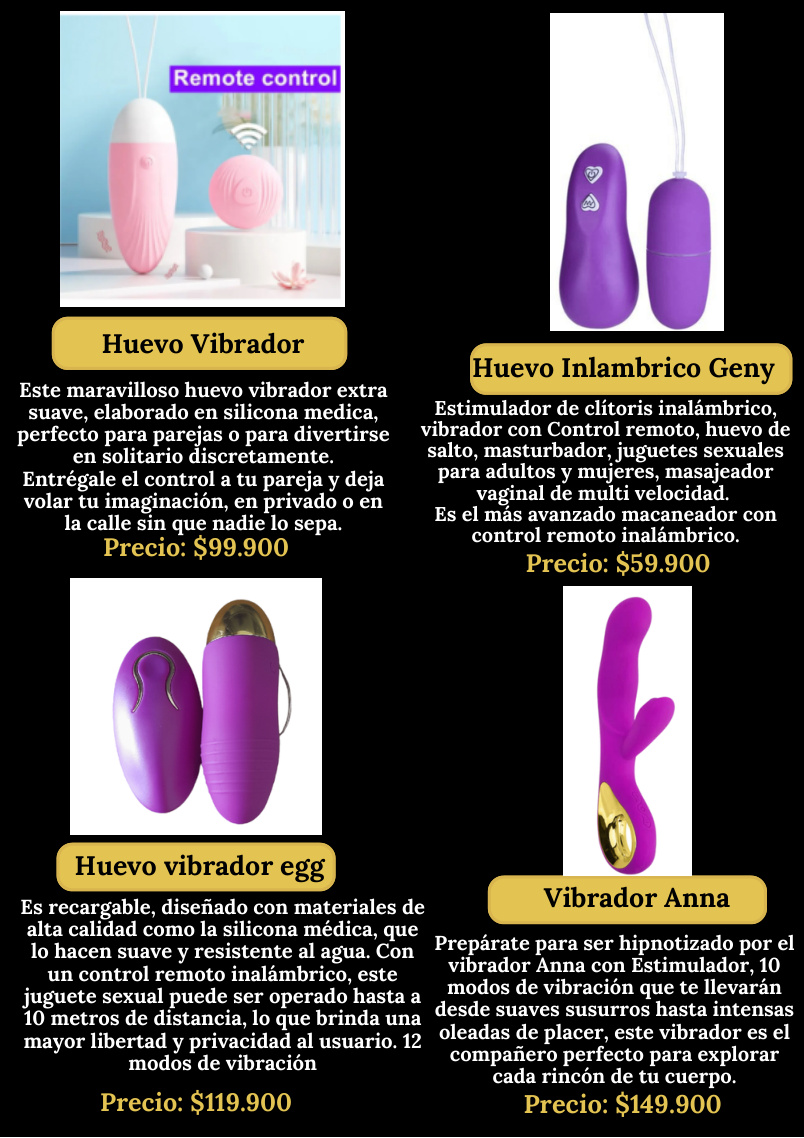 Remote control
Huevo Vibrador
Este maravilloso huevo vibrador extra
suave, elaborado en silicona medica,
perfecto para parejas o para divertirse
en solitario discretamente.
Entrégale el control a tu pareja y deja
volar tu imaginación, en privado o en
la calle sin que nadie lo sepa.
Precio: $99.900
Huevo Inlambrico Geny
Estimulador de clítoris inalámbrico,
vibrador con Control remoto, huevo de
salto, masturbador, juguetes sexuales
para adultos y mujeres, masajeador
vaginal de multi velocidad.
Es el más avanzado macaneador con
control remoto inalámbrico.
Precio: $59.900
Huevo vibrador egg
Es recargable, diseñado con materiales de
alta calidad como la silicona médica, que
lo hacen suave y resistente al agua. Con
un control remoto inalámbrico, este
juguete sexual puede ser operado hasta a
10 metros de distancia, lo que brinda una
mayor libertad y privacidad al usuario. 12
modos de vibración
Precio: $119.900
Vibrador Anna
Prepárate para ser hipnotizado por el
vibrador Anna con Estimulador, 10
modos de vibración que te llevarán
desde suaves susurros hasta intensas
oleadas de placer, este vibrador es el
compañero perfecto para explorar
cada rincón de tu cuerpo.
Precio: $149.900